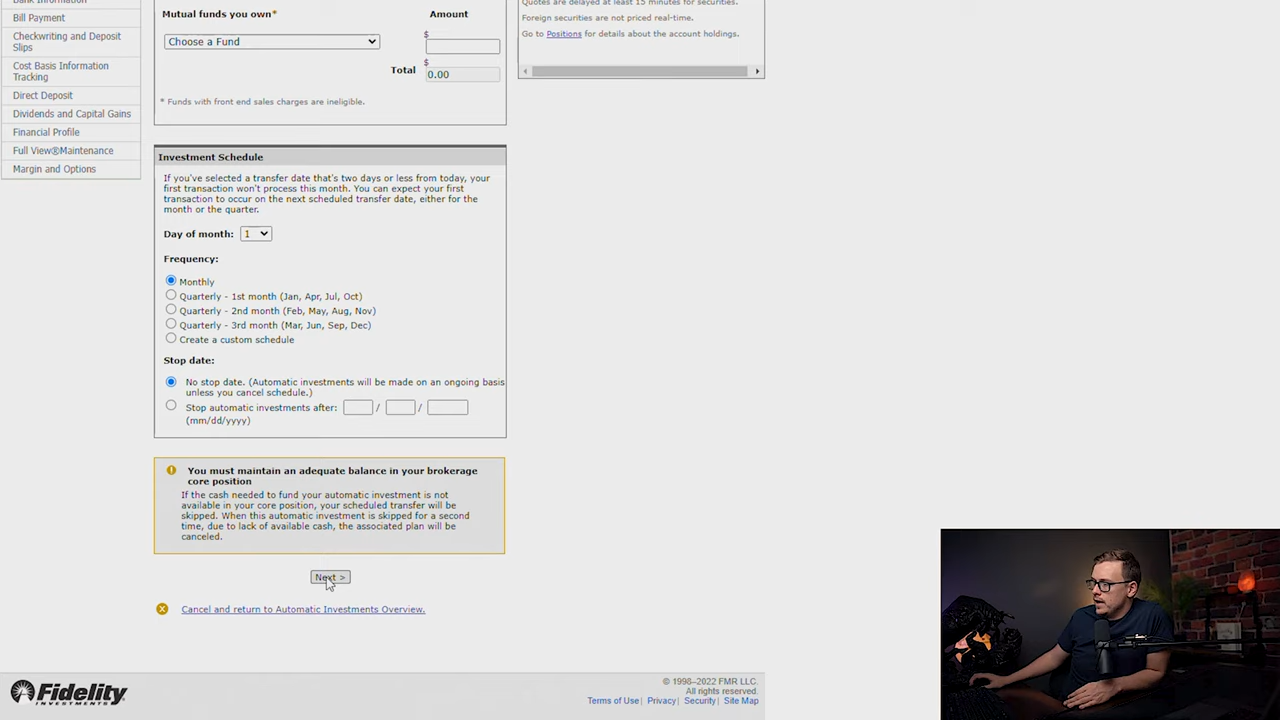 Bill Payment
Checkwriting and Deposit
Slips
Cost Basis Information
Tracking
Direct Deposit
Dividends and Capital Gains
Financial Profile
Full View®Maintenance
Margin and Options
Mutual funds you own*
Amount
Choose a Fund
$
Total
$
0.00
* Funds with front end sales charges are ineligible.
Investment Schedule
If you've selected a transfer date that's two days or less from today, your
first transaction won't process this month. You can expect your first
transaction to occur on the next scheduled transfer date, either for the
month or the quarter.
Day of month: 1
Frequency:
Monthly
Quarterly - 1st month (Jan, Apr, Jul, Oct)
Quarterly - 2nd month (Feb, May, Aug, Nov)
Quarterly - 3rd month (Mar, Jun, Sep, Dec)
Create a custom schedule
Stop date:
No stop date. (Automatic investments will be made on an ongoing basis
unless you cancel schedule.)
Stop automatic investments after: / /
(mm/dd/yyyy)
You must maintain an adequate balance in your brokerage
core position
If the cash needed to fund your automatic investment is not
available in your core position, your scheduled transfer will be
skipped. When this automatic investment is skipped for a second
time, due to lack of available cash, the associated plan will be
canceled.
Next >
Cancel and return to Automatic Investments Overview.
Quotes are delayed at least 15 minutes for securities.
Foreign securities are not priced real-time.
Go to Positions for details about the account holdings.
Fidelity
INVESTMENTS
© 1998–2022 FMR LLC.
All rights reserved.
Terms of Use| Privacy| Security| Site Map